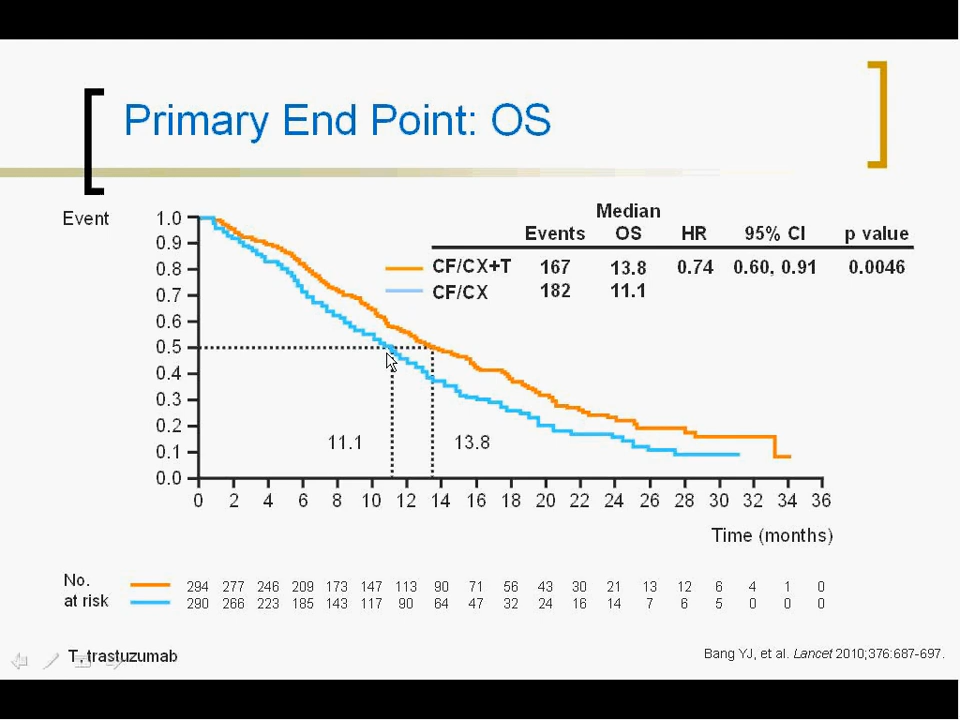 Primary End Point: OS
Event
Median
Events OS HR 95% CI p value
CF/CX+T 167 13.8 0.74 0.60, 0.91 0.0046
CF/CX 182 11.1
1.0
0.9
0.8
0.7
0.6
0.5
0.4
0.3
0.2
0.1
0.0
11.1 13.8
0 2 4 6 8 10 12 14 16 18 20 22 24 26 28 30 32 34 36
Time (months)
No.
at risk
294 277 246 209 173 147 113 90 71 56 43 30 21 13 12 6 4 1 0
290 266 223 185 143 117 90 64 47 32 24 16 14 7 6 5 0 0 0
T, trastuzumab
Bang YJ, et al. Lancet 2010;376:687-697.